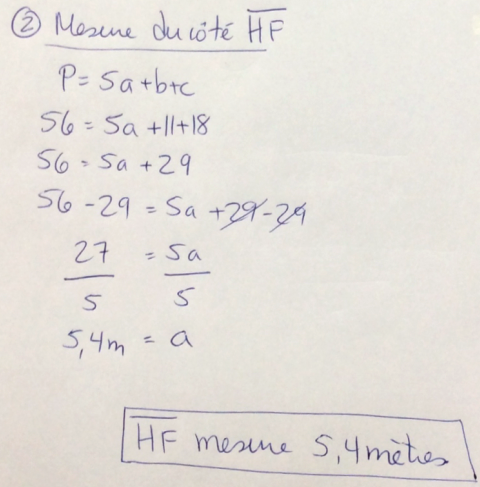 ② Mesure du côté HF
P = 5a+b+c
56 = 5a +11+18
56 = 5a + 29
56 - 29 = 5a + 29 - 29
27 = 5a
5 5
5,4m = a
HF mesure 5,4 mètres